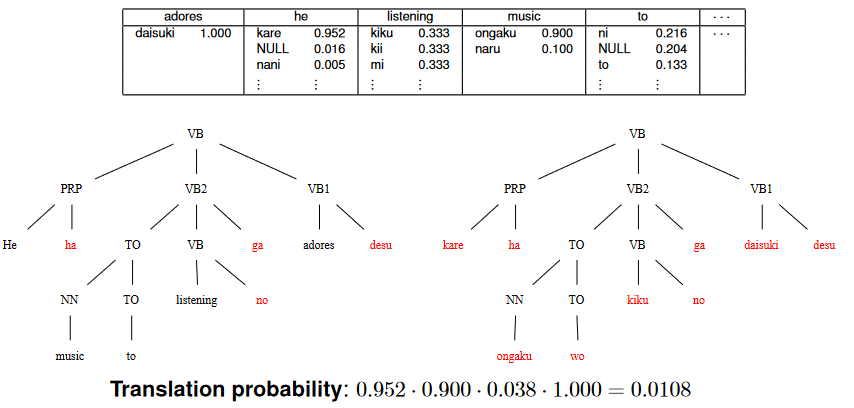 adores he listening music to ···
daisuki 1.000 kare 0.952 kiku 0.333 ongaku 0.900 ni 0.216 ···
NULL 0.016 kii 0.333 naru 0.100 NULL 0.204
nani 0.005 mi 0.333 to 0.133
⋮ ⋮ ⋮ ⋮ ⋮ ⋮
VB VB
PRP VB2 VB1 PRP VB2 VB1
He ha TO VB ga adores desu kare ha TO VB ga daisuki desu
NN TO listening no NN TO kiku no
music to ongaku wo
Translation probability: 0.952 · 0.900 · 0.038 · 1.000 = 0.0108